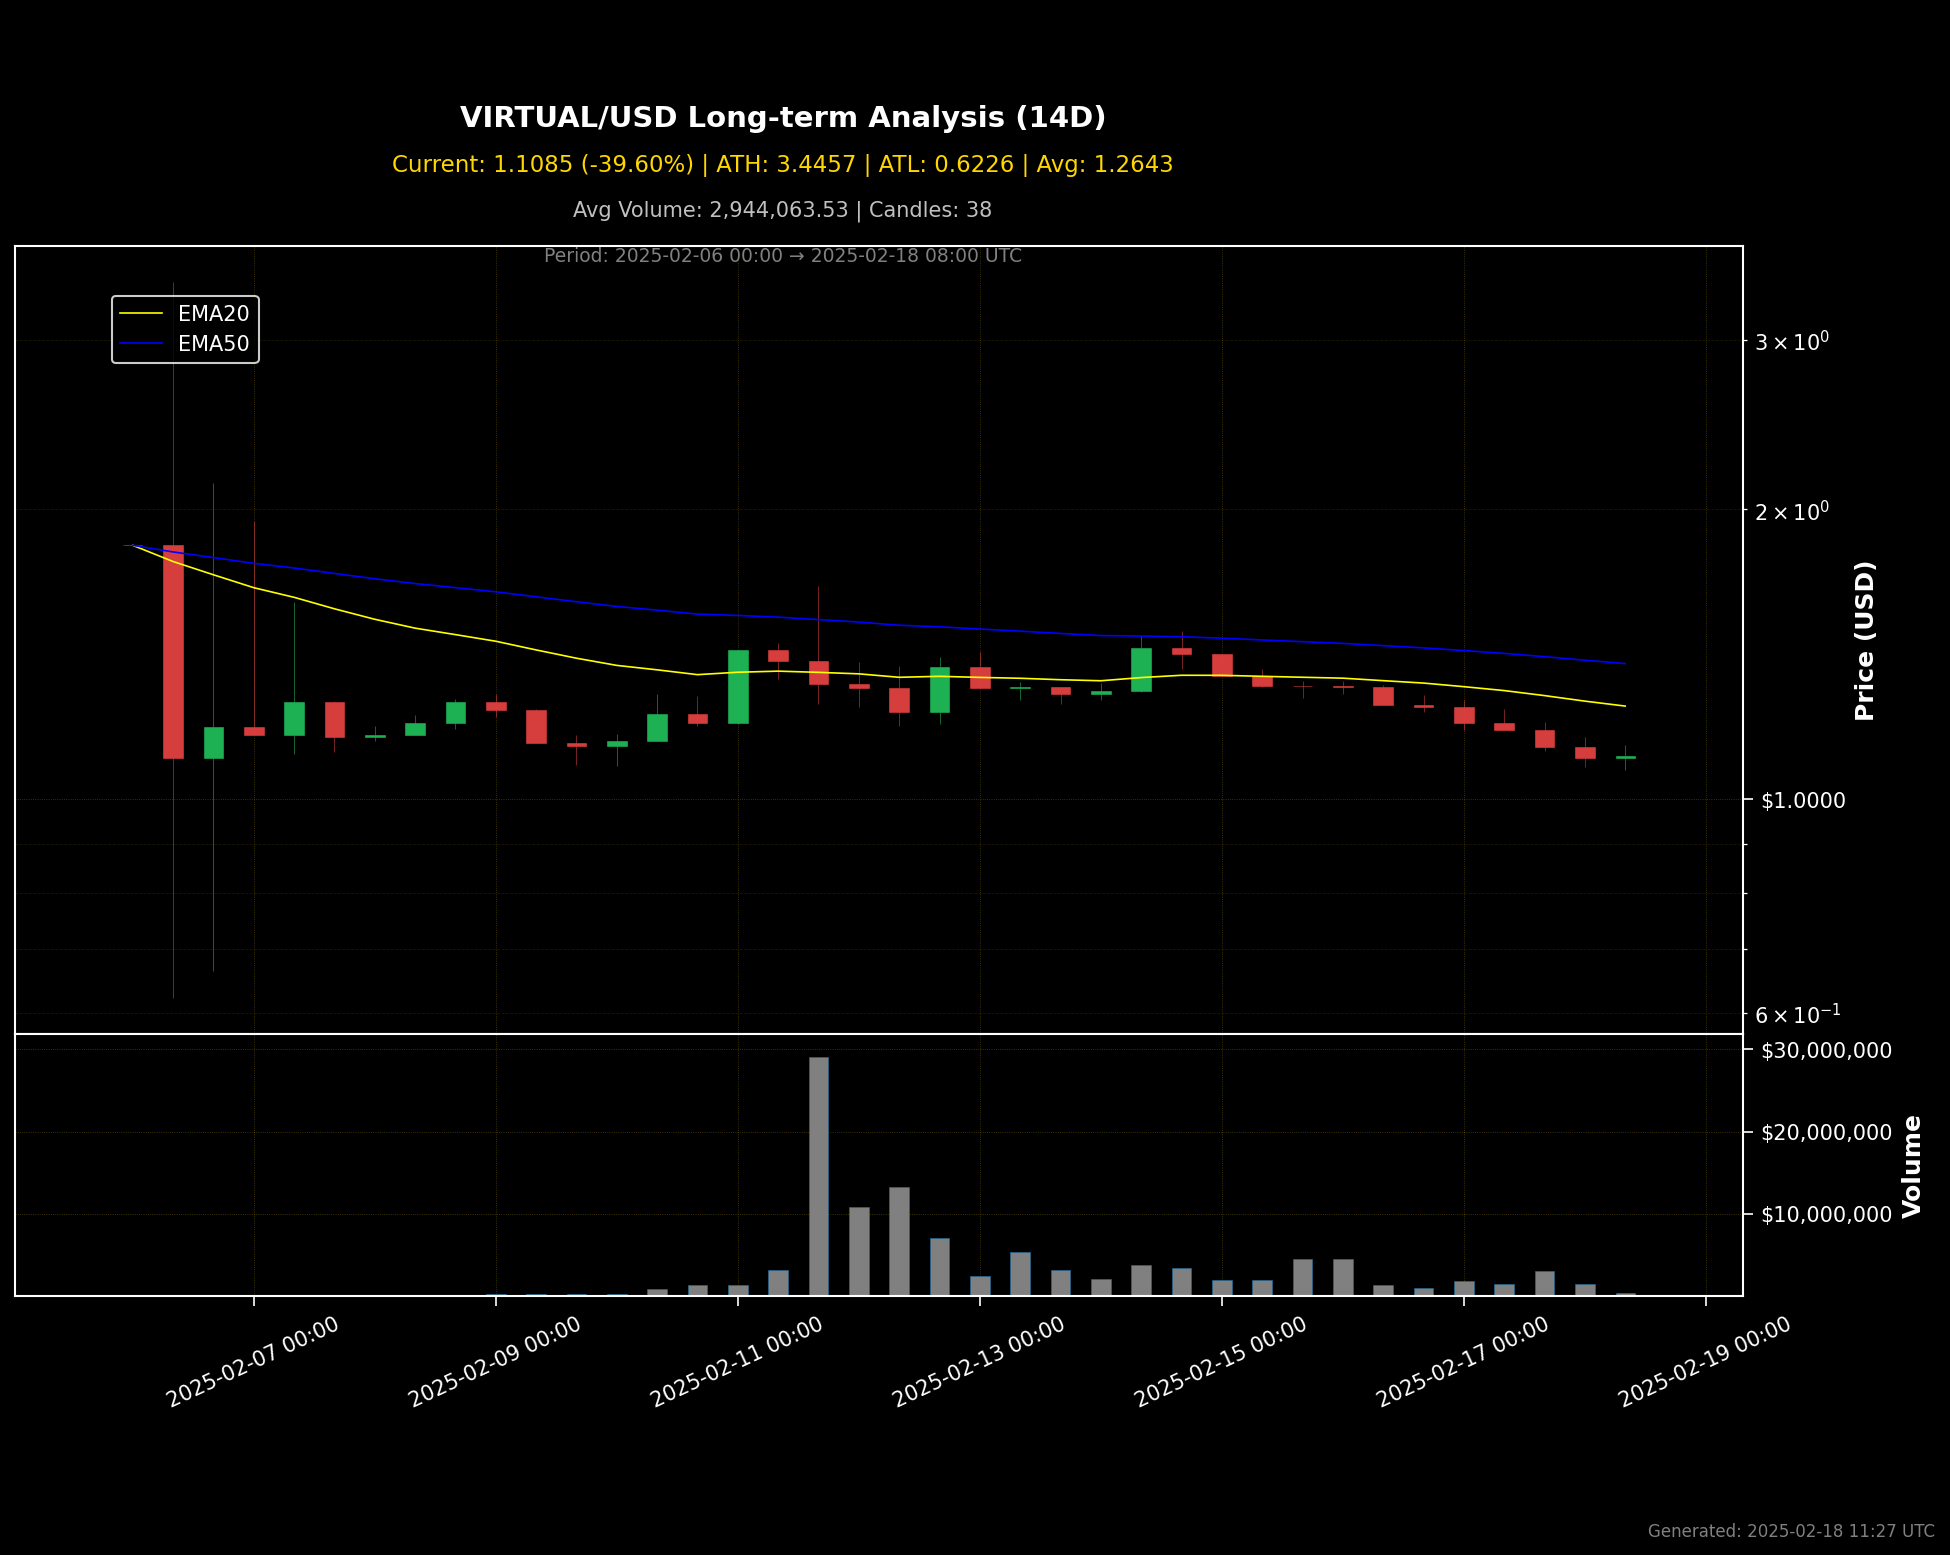 VIRTUAL/USD Long-term Analysis (14D)
Current: 1.1085 (-39.60%) | ATH: 3.4457 | ATL: 0.6226 | Avg: 1.2643
Avg Volume: 2,944,063.53 | Candles: 38
Period: 2025-02-06 00:00 → 2025-02-18 08:00 UTC
EMA20
EMA50
3 × 10⁰
2 × 10⁰
$1.0000
6 × 10⁻¹
Price (USD)
$30,000,000
$20,000,000
$10,000,000
Volume
2025-02-07 00:00
2025-02-09 00:00
2025-02-11 00:00
2025-02-13 00:00
2025-02-15 00:00
2025-02-17 00:00
2025-02-19 00:00
Generated: 2025-02-18 11:27 UTC